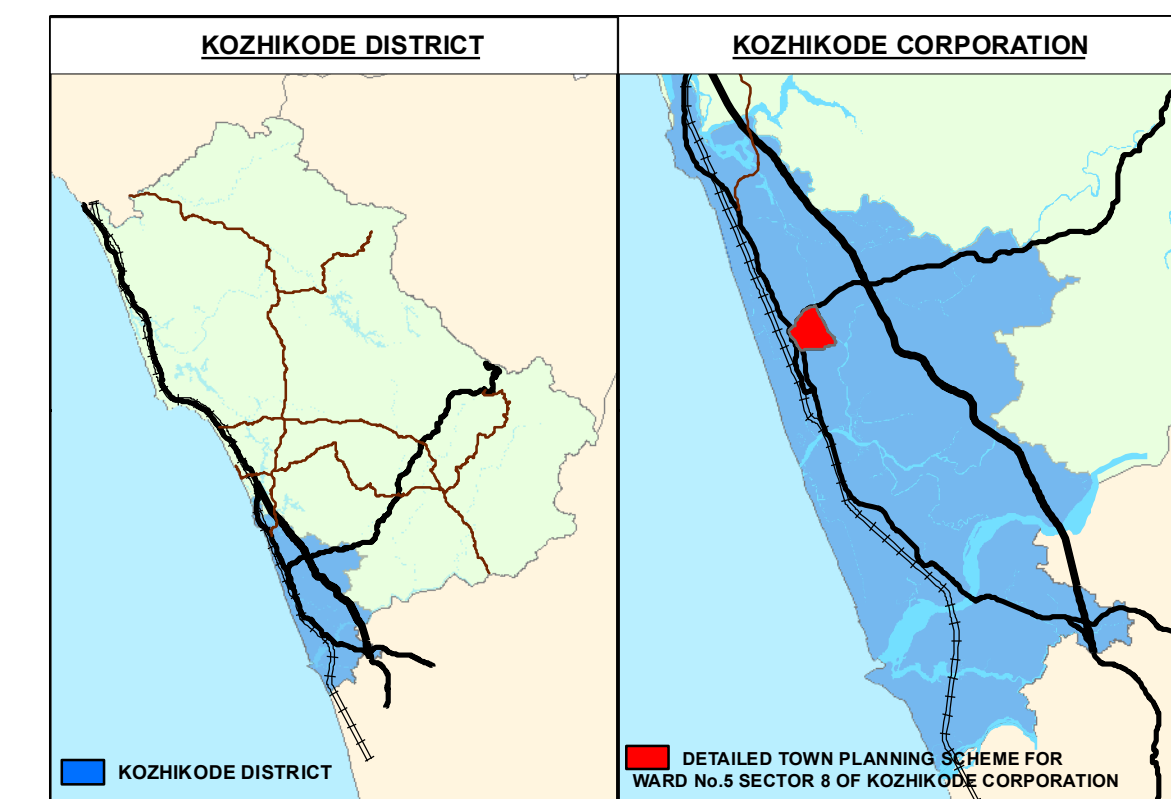 KOZHIKODE DISTRICT
KOZHIKODE CORPORATION
KOZHIKODE DISTRICT
DETAILED TOWN PLANNING SCHEME FOR
WARD No.5 SECTOR 8 OF KOZHIKODE CORPORATION